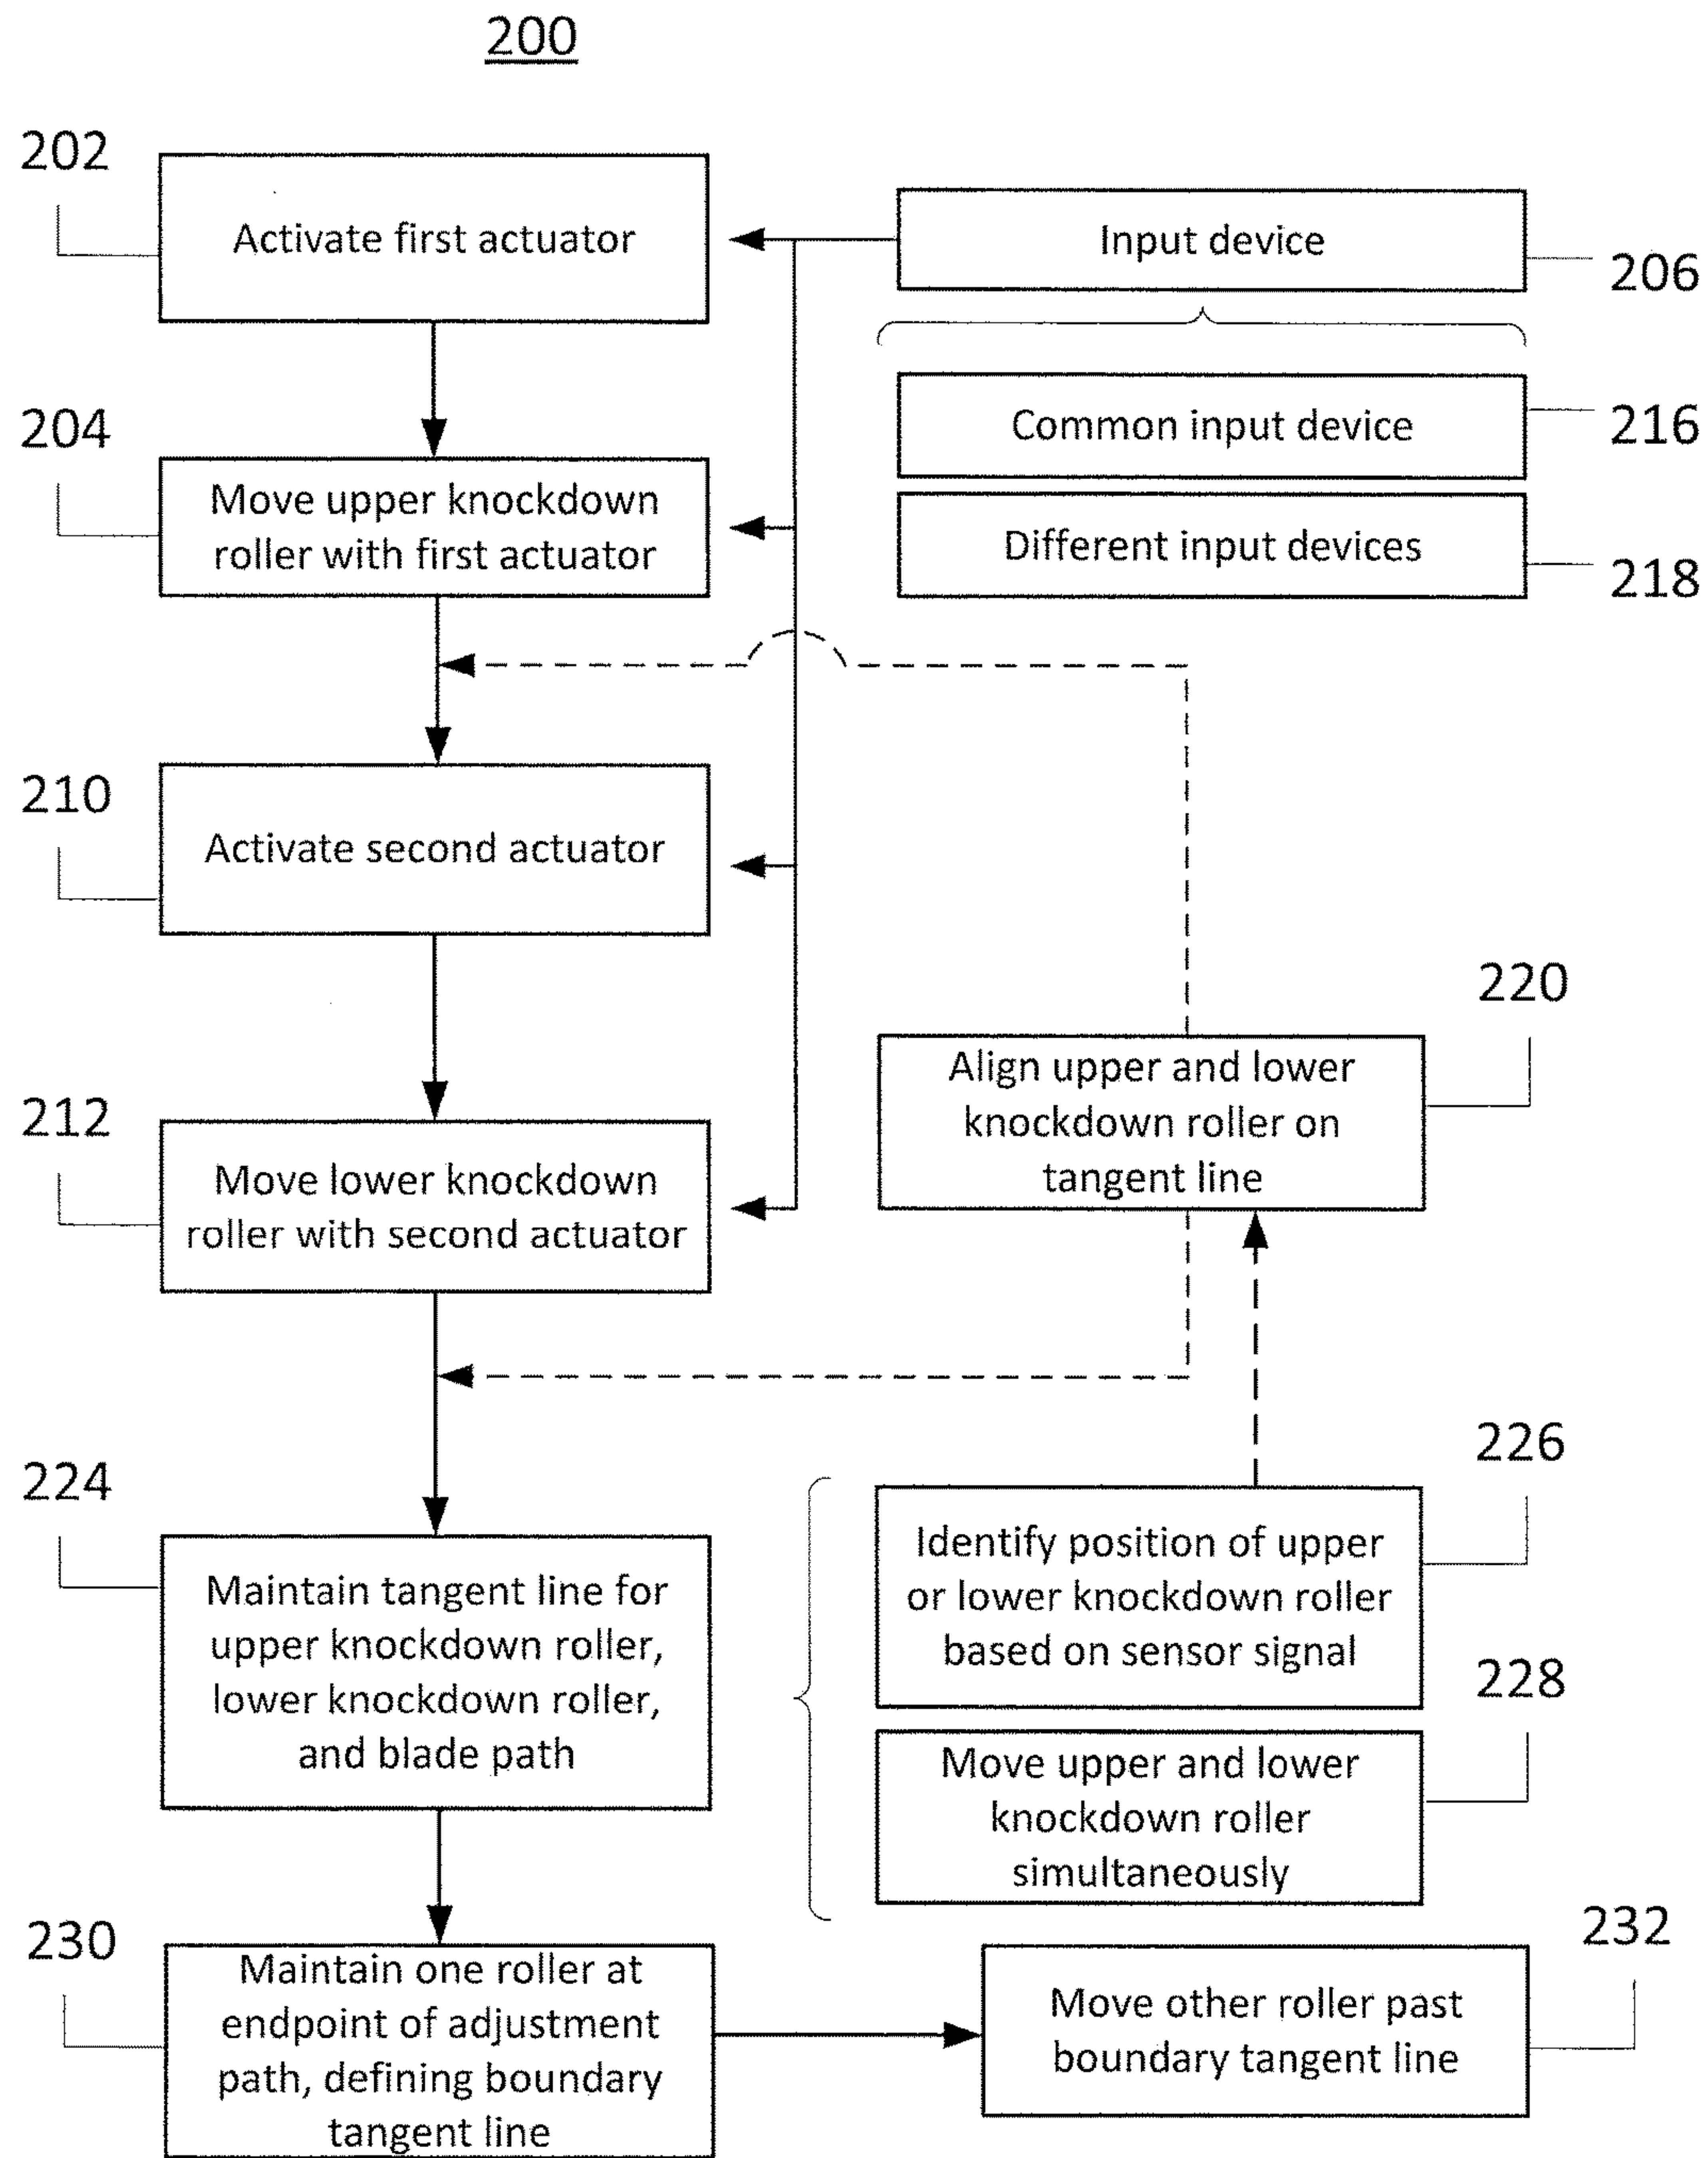 200
202
Activate first actuator
Input device
206
204
Move upper knockdown
roller with first actuator
Common input device
216
Different input devices
218
210
Activate second actuator
220
Align upper and lower
knockdown roller on
tangent line
212
Move lower knockdown
roller with second actuator
224
Maintain tangent line for
upper knockdown roller,
lower knockdown roller,
and blade path
226
Identify position of upper
or lower knockdown roller
based on sensor signal
228
Move upper and lower
knockdown roller
simultaneously
230
Maintain one roller at
endpoint of adjustment
path, defining boundary
tangent line
232
Move other roller past
boundary tangent line